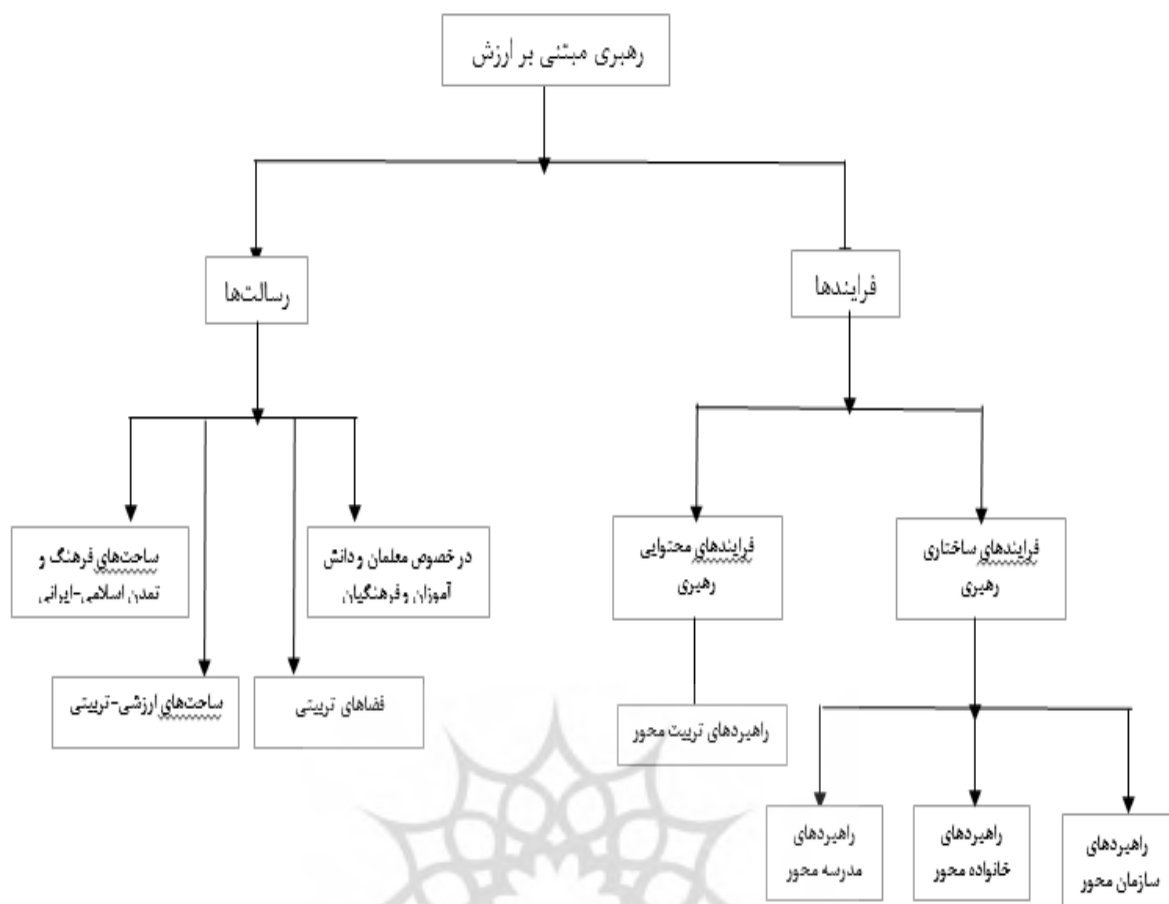 رهبری مبتنی بر ارزش
فرایندها
رسالت‌ها
فرایندهای ساختاری
رهبری
فرایندهای محتوایی
رهبری
در خصوص معلمان و دانش
آموزان و فرهنگیان
ساحت‌های فرهنگ و
تمدن اسلامی-ایرانی
فضاهای تربیتی
ساحت‌های ارزشی-تربیتی
راهبردهای تربیت محور
راهبردهای
سازمان محور
راهبردهای
خانواده محور
راهبردهای
مدرسه محور